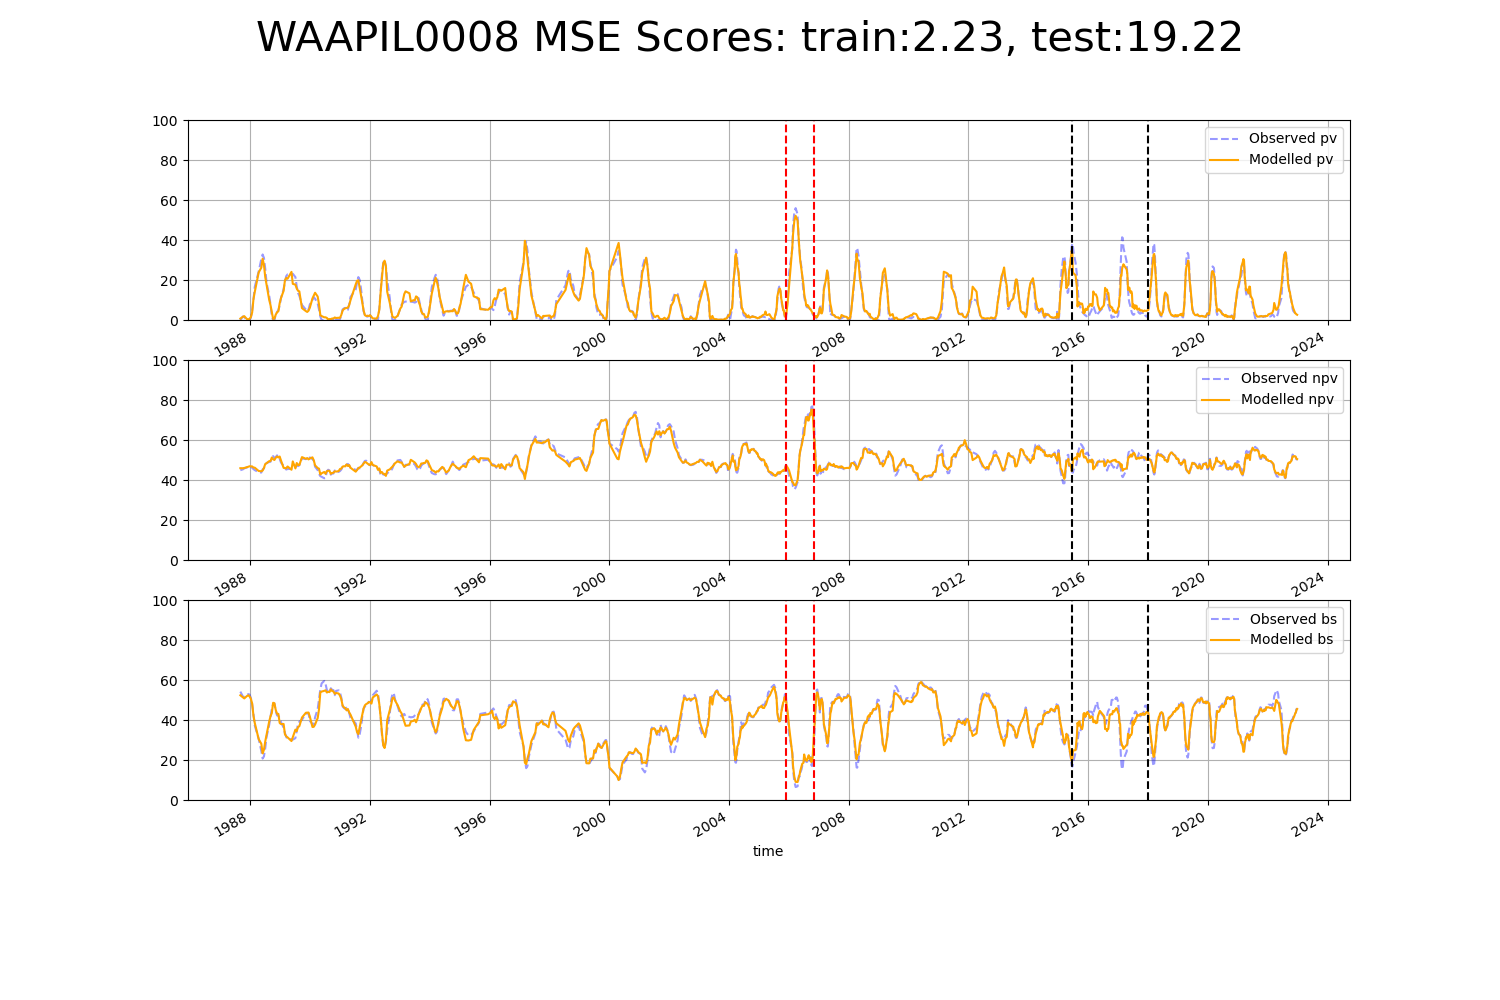 WAAPIL0008 MSE Scores: train:2.23, test:19.22
100
80
60
40
20
0
Observed pv
Modelled pv
1988 1992 1996 2000 2004 2008 2012 2016 2020 2024
100
80
60
40
20
0
Observed npv
Modelled npv
1988 1992 1996 2000 2004 2008 2012 2016 2020 2024
100
80
60
40
20
0
Observed bs
Modelled bs
1988 1992 1996 2000 2004 2008 2012 2016 2020 2024
time